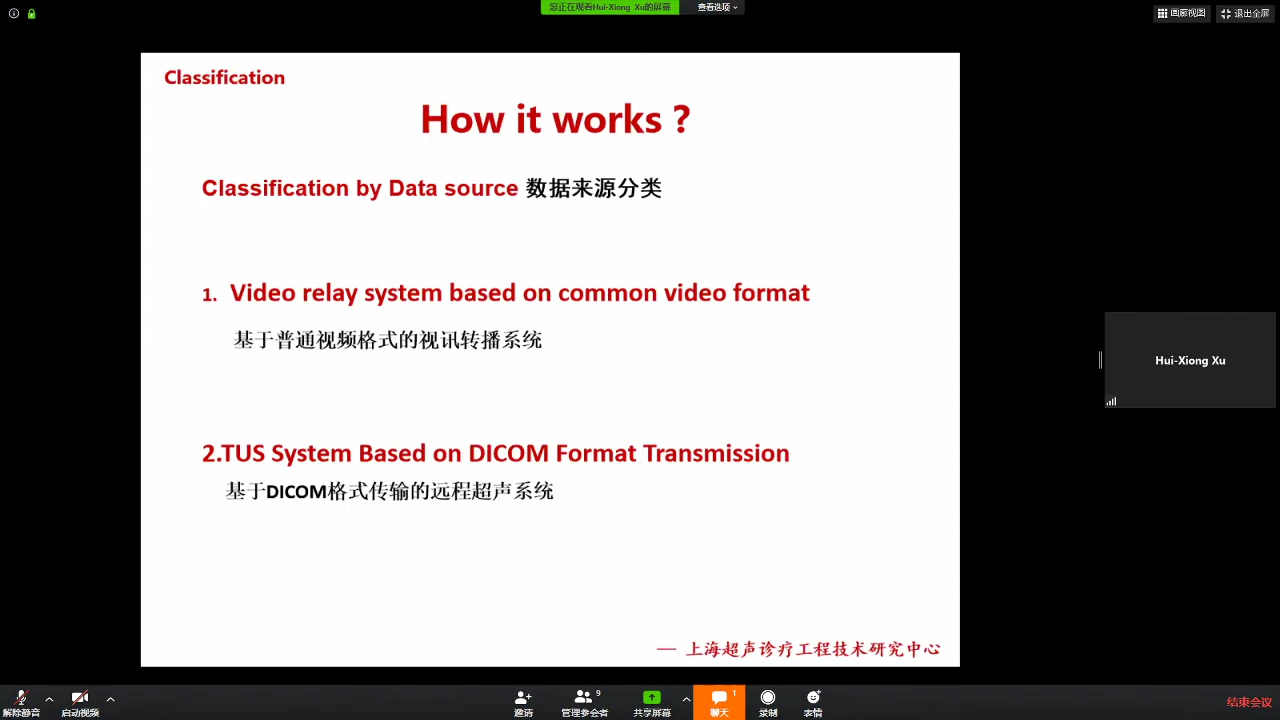 您正在观看Hui-Xiong Xu的屏幕
查看选项
画廊视图
退出全屏
Classification
How it works ?
Classification by Data source 数据来源分类
1. Video relay system based on common video format
基于普通视频格式的视讯转播系统
Hui-Xiong Xu
2.TUS System Based on DICOM Format Transmission
基于DICOM格式传输的远程超声系统
— 上海超声诊疗工程技术研究中心
解除静音
启动视频
邀请
9
管理参会者
共享屏幕
1
聊天
录制
表情
结束会议